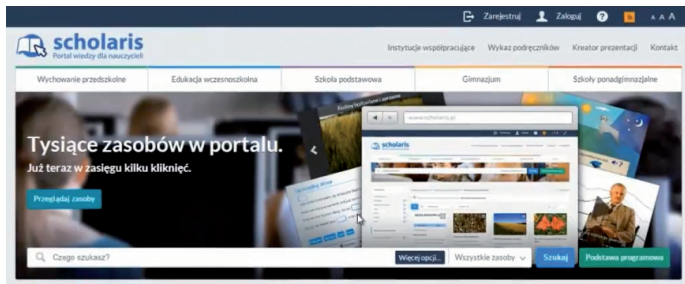 Zarejestruj Zaloguj ? A A A
scholaris
Portal wiedzy dla nauczycieli
Instytucje współpracujące Wykaz podręczników Kreator prezentacji Kontakt
Wychowanie przedszkolne Edukacja wczesnoszkolna Szkoła podstawowa Gimnazjum Szkoły ponadgimnazjalne
www.scholaris.pl
scholaris
Tysiące zasobów w portalu.
Już teraz w zasięgu kilku kliknięć.
Przeglądaj zasoby
Czego szukasz? Więcej opcji... Wszystkie zasoby Szukaj Podstawa programowa